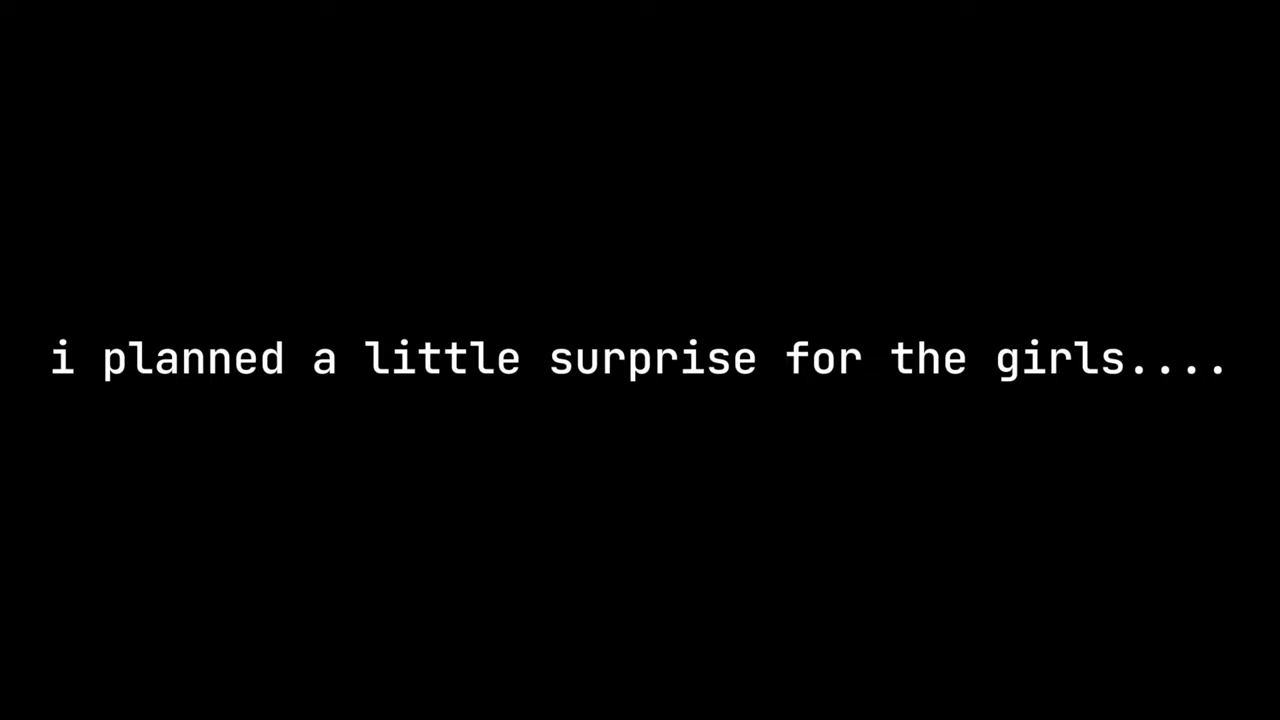 i planned a little surprise for the girls....